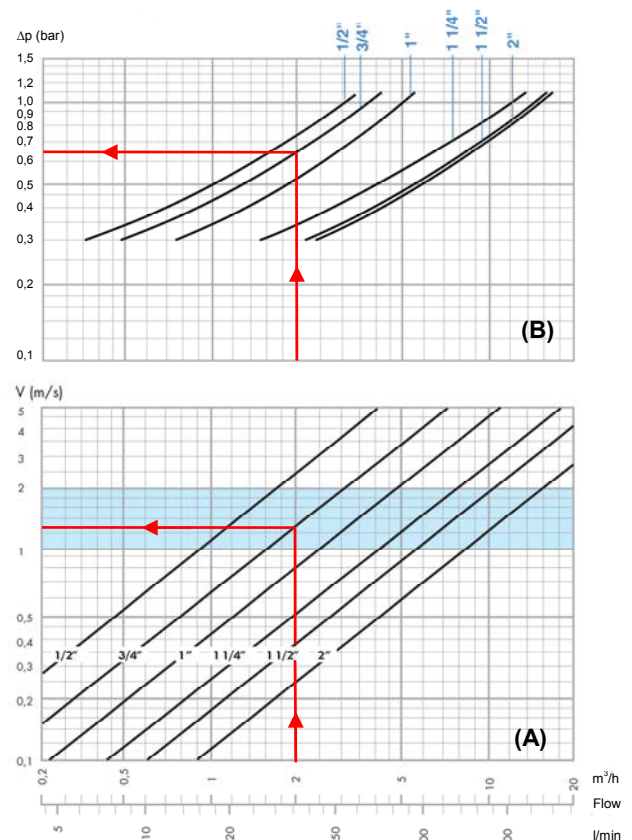 Δp (bar)
1/2" 3/4" 1" 1 1/4" 1 1/2" 2"
1,5
1,2
1,0
0,9
0,8
0,7
0,6
0,5
0,4
0,3
0,2
(B)
0,1
V (m/s)
5
4
3
2
1
0,5
0,4
0,3
1/2" 3/4" 1" 1 1/4" 1 1/2" 2"
0,2
(A)
0,1
0,2 0,5 1 2 5 10 20 m³/h
Flow
5 10 20 50 00 00 l/min